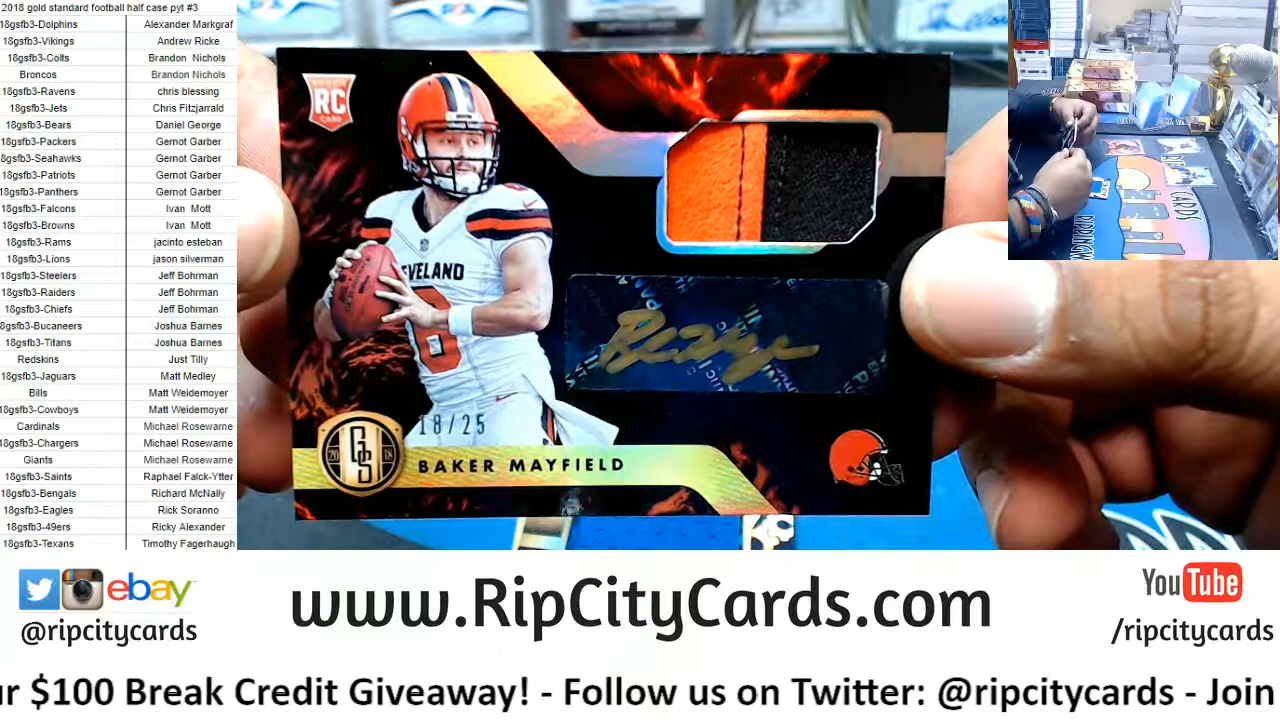 2018 gold standard football half case pyt #3
18gsfb3-Dolphins Alexander Markgraf
18gsfb3-Vikings Andrew Ricke
18gsfb3-Colts Brandon Nichols
Broncos Brandon Nichols
18gsfb3-Ravens chris blessing
18gsfb3-Jets Chris Fitzjarrald
18gsfb3-Bears Daniel George
18gsfb3-Packers Gernot Garber
8gsfb3-Seahawks Gernot Garber
18gsfb3-Patriots Gernot Garber
18gsfb3-Panthers Gernot Garber
18gsfb3-Falcons Ivan Mott
18gsfb3-Browns Ivan Mott
18gsfb3-Rams jacinto esteban
18gsfb3-Lions jason silverman
18gsfb3-Steelers Jeff Bohrman
18gsfb3-Raiders Jeff Bohrman
18gsfb3-Chiefs Jeff Bohrman
8gsfb3-Bucaneers Joshua Barnes
18gsfb3-Titans Joshua Barnes
Redskins Just Tilly
18gsfb3-Jaguars Matt Medley
Bills Matt Weidemoyer
18gsfb3-Cowboys Matt Weidemoyer
Cardinals Michael Rosewarne
18gsfb3-Chargers Michael Rosewarne
Giants Michael Rosewarne
18gsfb3-Saints Raphael Falck-Ytter
18gsfb3-Bengals Richard McNally
18gsfb3-Eagles Rick Soranno
18gsfb3-49ers Ricky Alexander
18gsfb3-Texans Timothy Fagerhaugh
RC
CARD
EVELAND
6
18/25
20 GS 18
BAKER MAYFIELD
CARDS
ebay
@ripcitycards
www.RipCityCards.com
YouTube
/ripcitycards
ur $100 Break Credit Giveaway! - Follow us on Twitter: @ripcitycards - Join